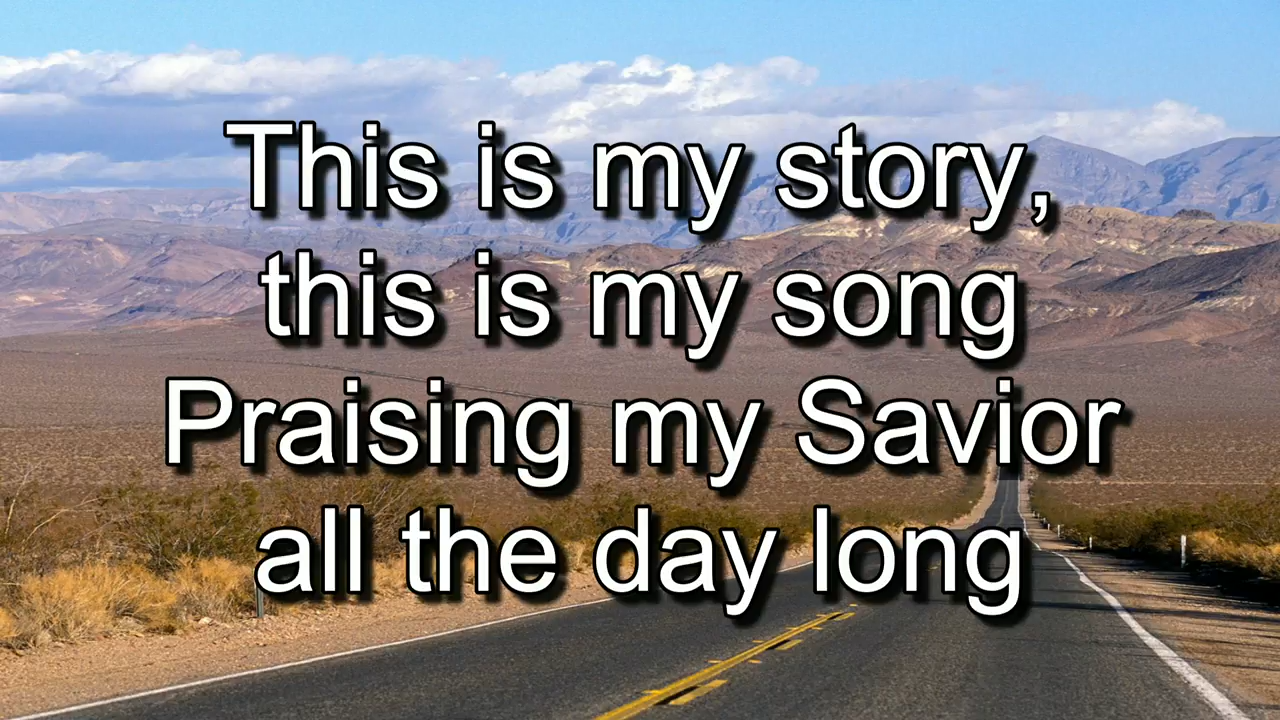 This is my story,
this is my song
Praising my Savior
all the day long